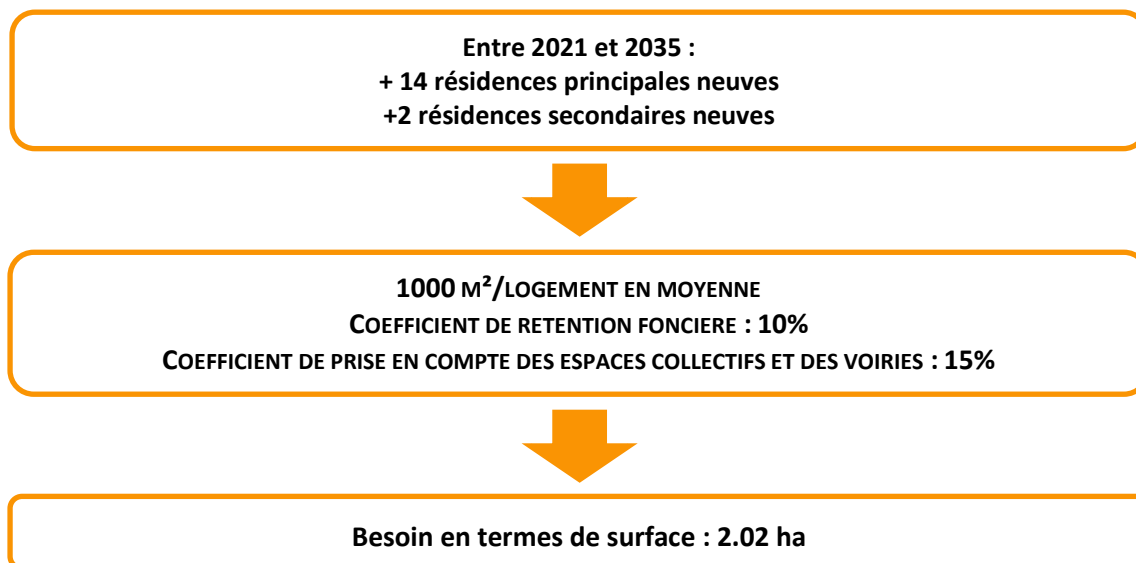 Entre 2021 et 2035 :
+ 14 résidences principales neuves
+2 résidences secondaires neuves
1000 M²/LOGEMENT EN MOYENNE
COEFFICIENT DE RETENTION FONCIERE : 10%
COEFFICIENT DE PRISE EN COMPTE DES ESPACES COLLECTIFS ET DES VOIRIES : 15%
Besoin en termes de surface : 2.02 ha